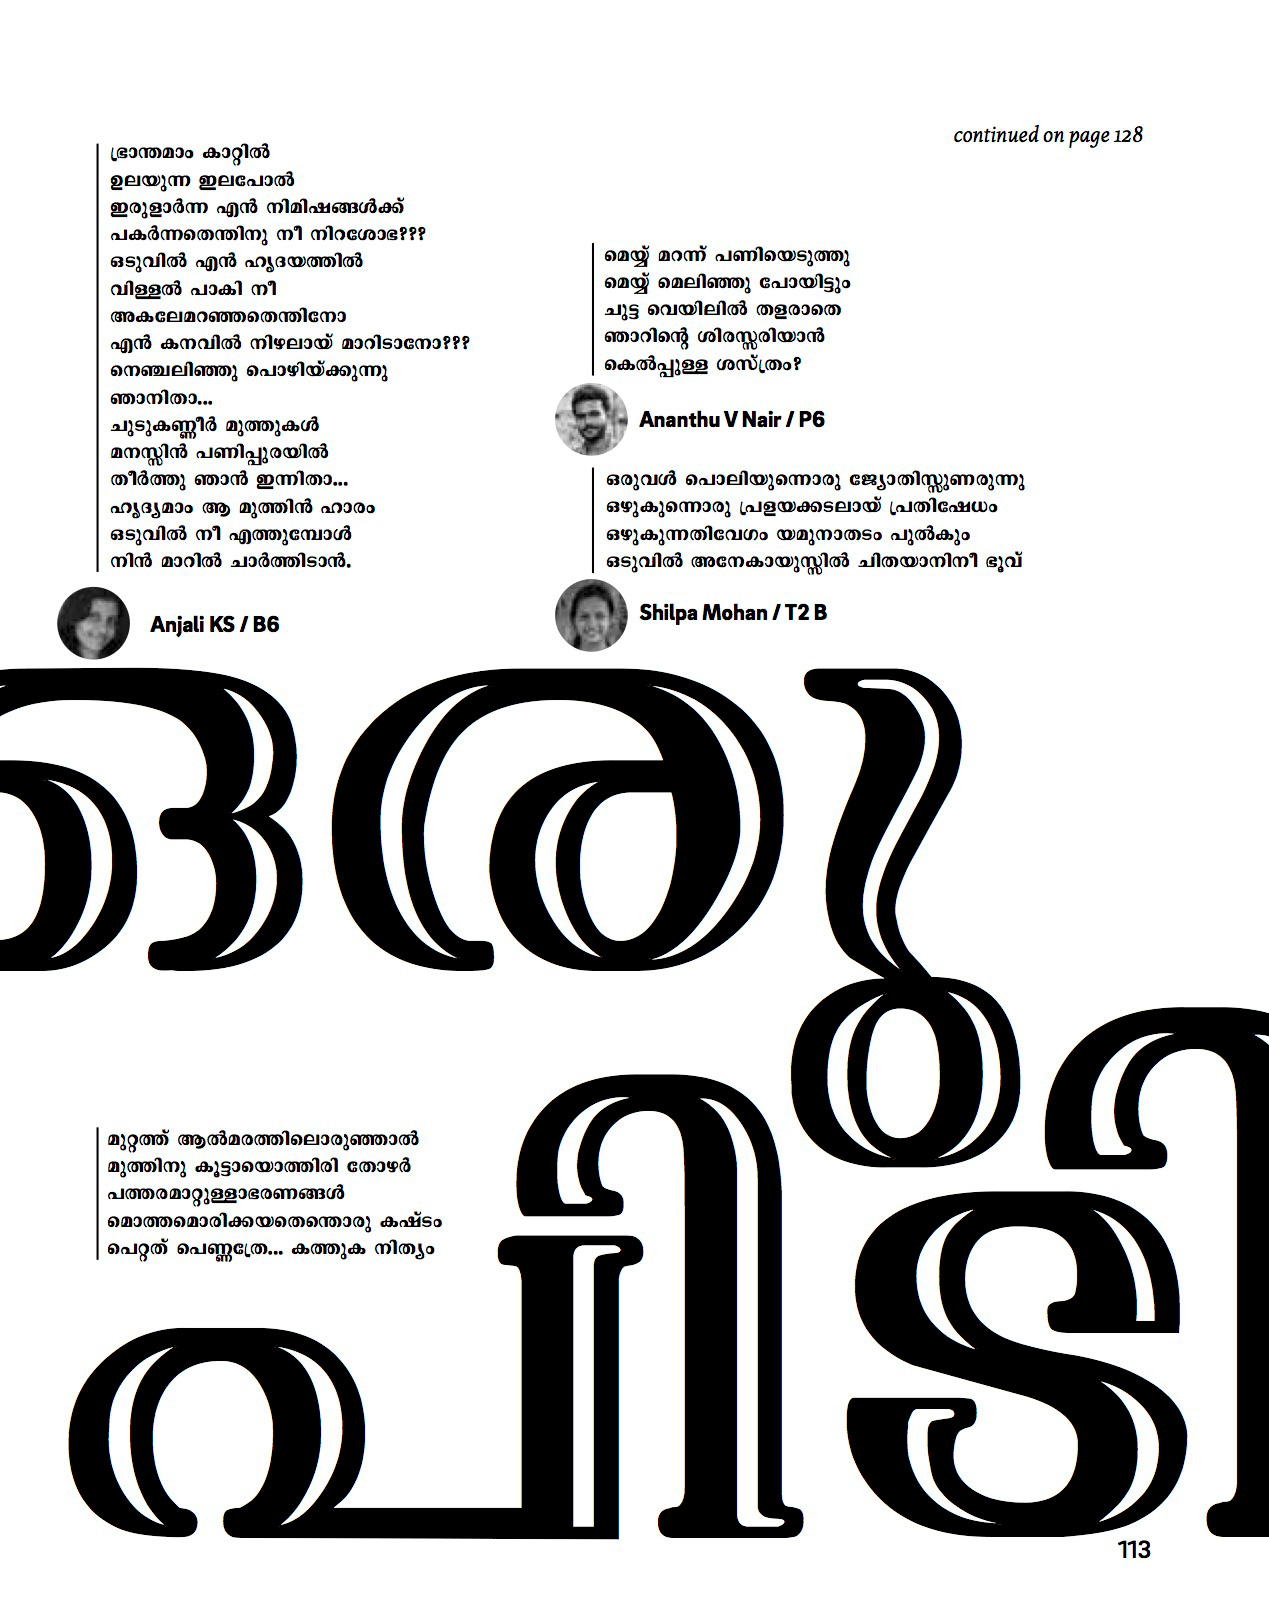 continued on page 128
ഭ്രാന്തമാം കാറ്റിൽ
ഉലയുന്ന ഇലപോൽ
ഇരുളാർന്ന എൻ നിമിഷങ്ങൾക്ക്
പകർന്നതെന്തിനു നീ നിറശോഭ???
ഒടുവിൽ എൻ ഹൃദയത്തിൽ
വിള്ളൽ പാകി നീ
അകലേമറഞ്ഞതെന്തിനോ
എൻ കനവിൽ നിഴലായ് മാറിടാനോ???
നെഞ്ചലിഞ്ഞു പൊഴിയ്ക്കുന്നു
ഞാനിതാ...
ചുടുകണ്ണീർ മുത്തുകൾ
മനസ്സിൻ പണിപ്പുരയിൽ
തീർത്തു ഞാൻ ഇന്നിതാ...
ഹൃദ്യമാം ആ മുത്തിൻ ഹാരം
ഒടുവിൽ നീ എത്തുമ്പോൾ
നിൻ മാറിൽ ചാർത്തിടാൻ.
Anjali KS / B6
മെയ്യ് മറന്ന് പണിയെടുത്തു
മെയ്യ് മെലിഞ്ഞു പോയിട്ടും
ചുട്ട വെയിലിൽ തളരാതെ
ഞാറിന്റെ ശിരസ്സരിയാൻ
കെൽപ്പുള്ള ശസ്ത്രം?
Ananthu V Nair / P6
ഒരുവൾ പൊലിയുന്നൊരു ജ്യോതിസ്സുണരുന്നു
ഒഴുകുന്നൊരു പ്രളയക്കടലായ് പ്രതിഷേധം
ഒഴുകുന്നതിവേഗം യമുനാതടം പുൽകും
ഒടുവിൽ അനേകായുസ്സിൽ ചിതയാനിനീ ഭൂവ്
Shilpa Mohan / T2 B
ഒരു
മുറ്റത്ത് ആൽമരത്തിലൊരുഞ്ഞാൽ
മുത്തിനു കൂട്ടായൊത്തിരി തോഴർ
പത്തരമാറ്റുള്ളാഭരണങ്ങൾ
മൊത്തമൊരിക്കയതെന്തൊരു കഷ്ടം
പെറ്റത് പെണ്ണത്രേ... കത്തുക നിത്യം
പിടി
113